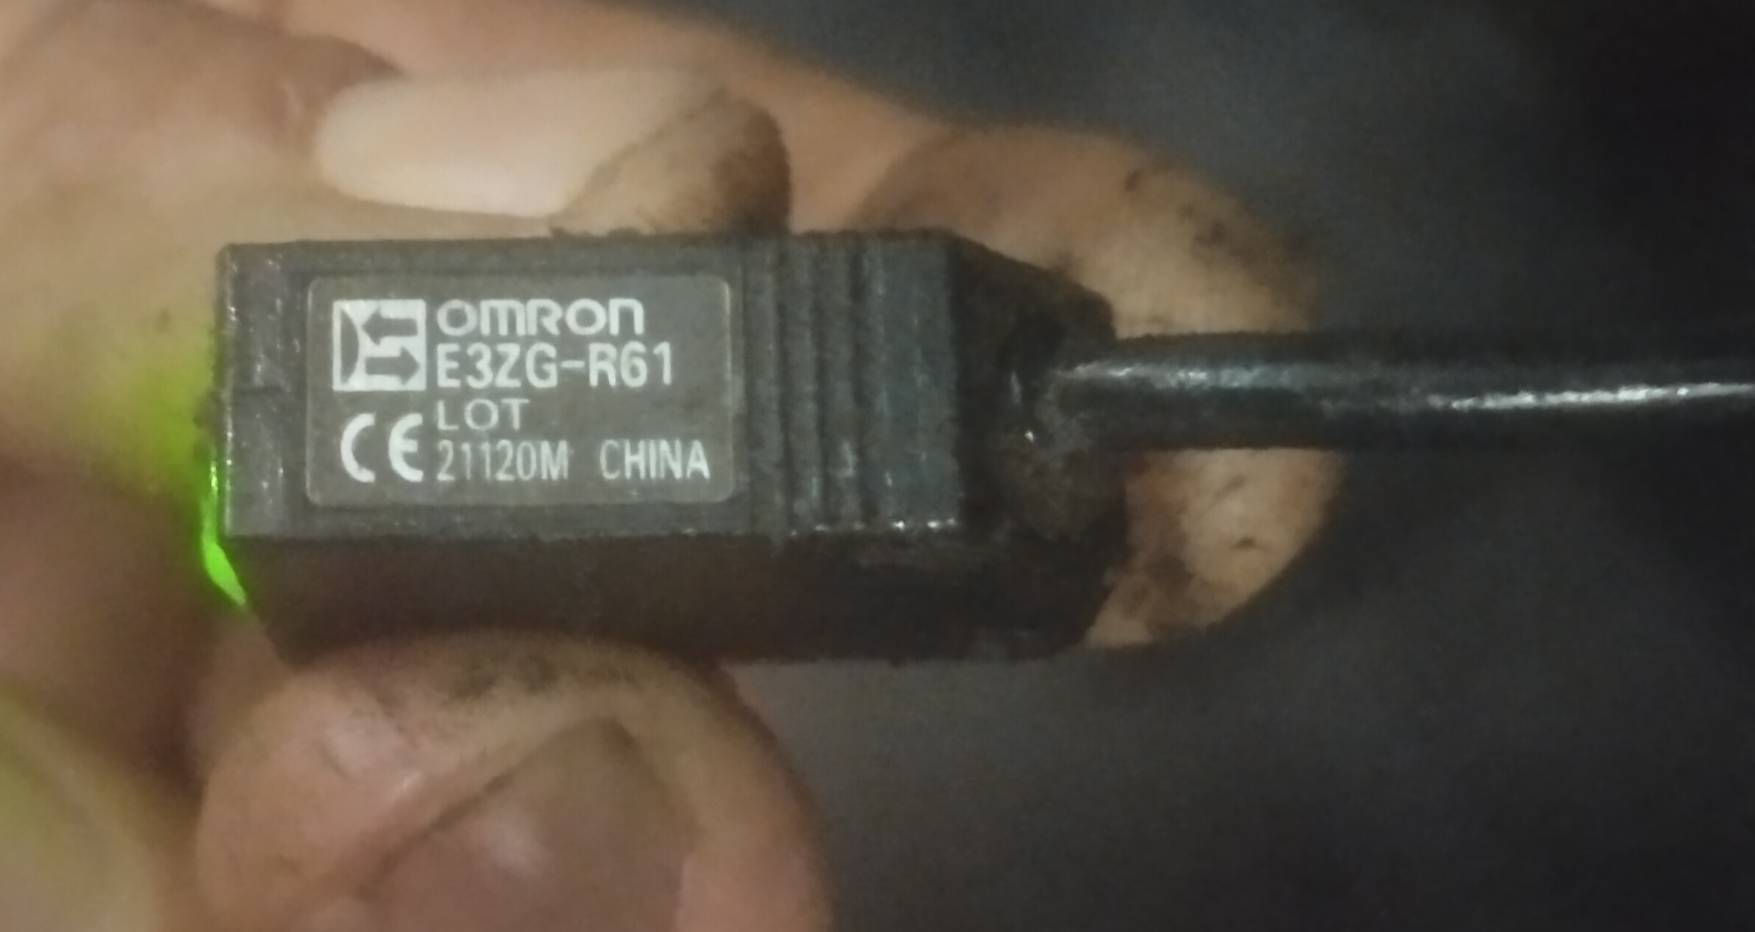 OMRON
E3ZG-R61
LOT
CE 21120M CHINA